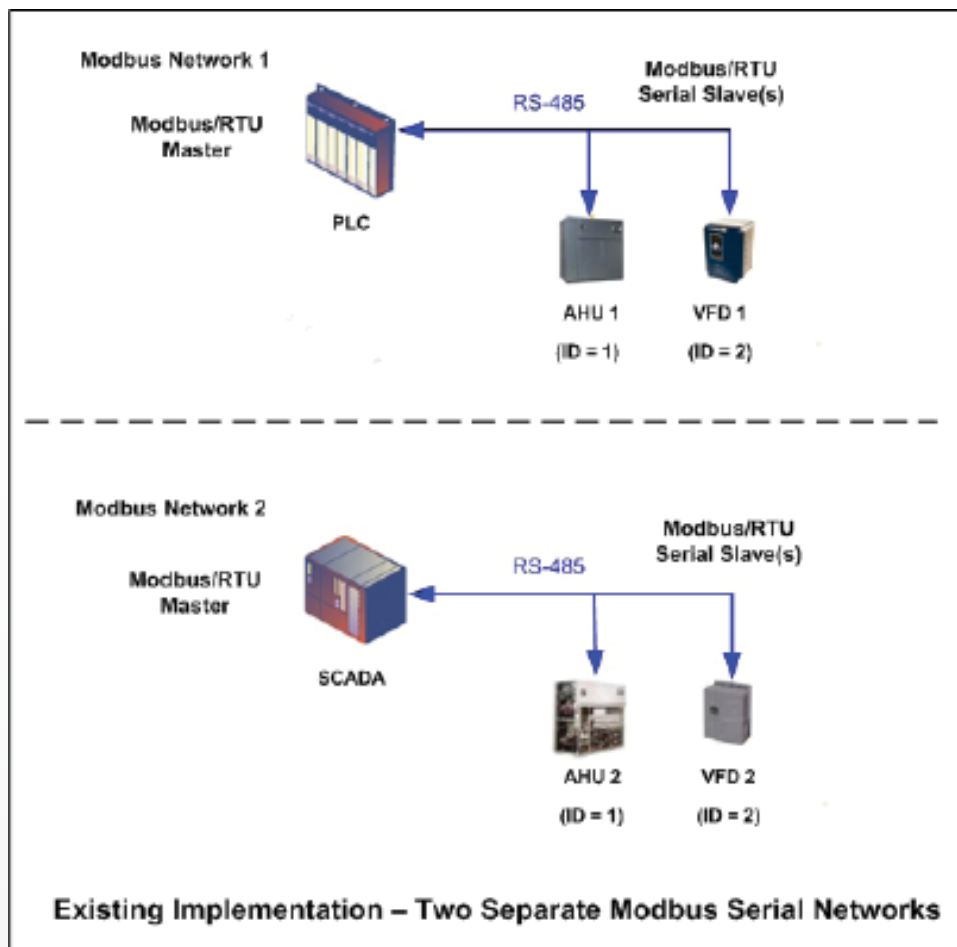 Modbus Network 1
Modbus/RTU
Serial Slave(s)
RS-485
Modbus/RTU
Master
PLC
AHU 1
VFD 1
(ID = 1)
(ID = 2)
Modbus Network 2
Modbus/RTU
Serial Slave(s)
RS-485
Modbus/RTU
Master
SCADA
AHU 2
VFD 2
(ID = 1)
(ID = 2)
Existing Implementation – Two Separate Modbus Serial Networks